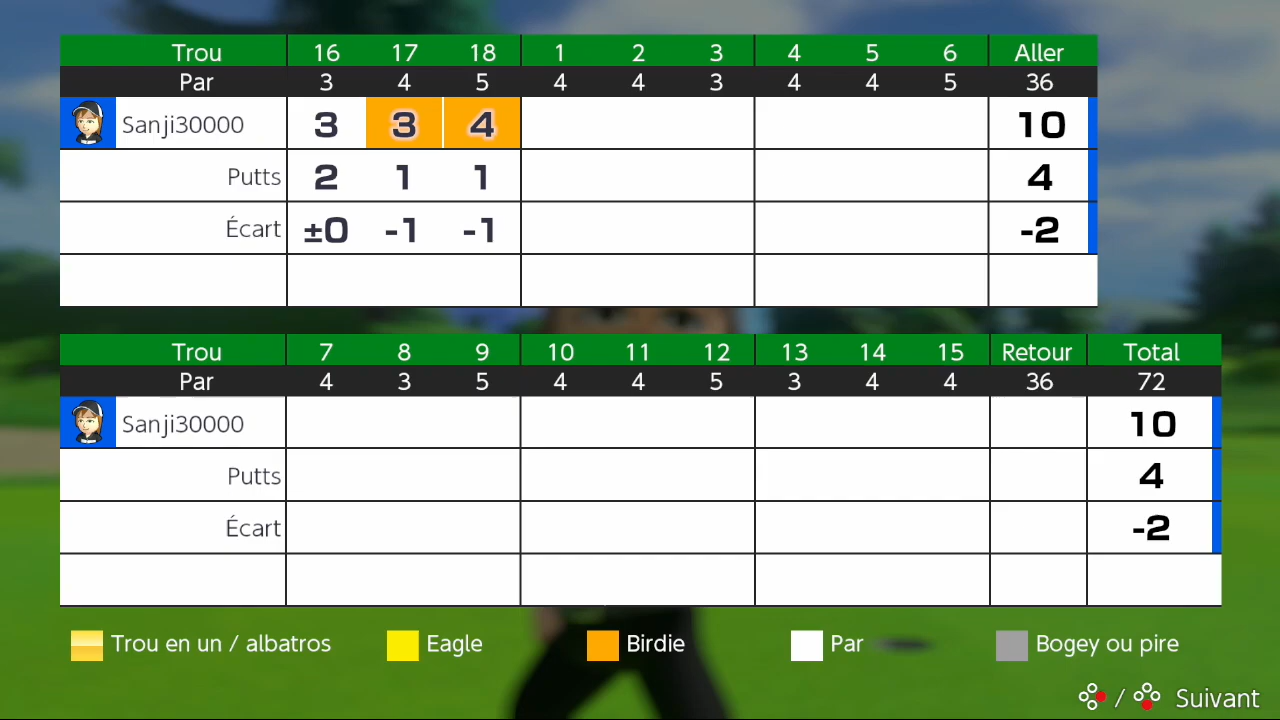 Trou 16 17 18 1 2 3 4 5 6 Aller
Par 3 4 5 4 4 3 4 4 5 36
Sanji30000 3 3 4 10
Putts 2 1 1 4
Écart ±0 -1 -1 -2
Trou 7 8 9 10 11 12 13 14 15 Retour Total
Par 4 3 5 4 4 5 3 4 4 36 72
Sanji30000 10
Putts 4
Écart -2
Trou en un / albatros Eagle Birdie Par Bogey ou pire
/ Suivant